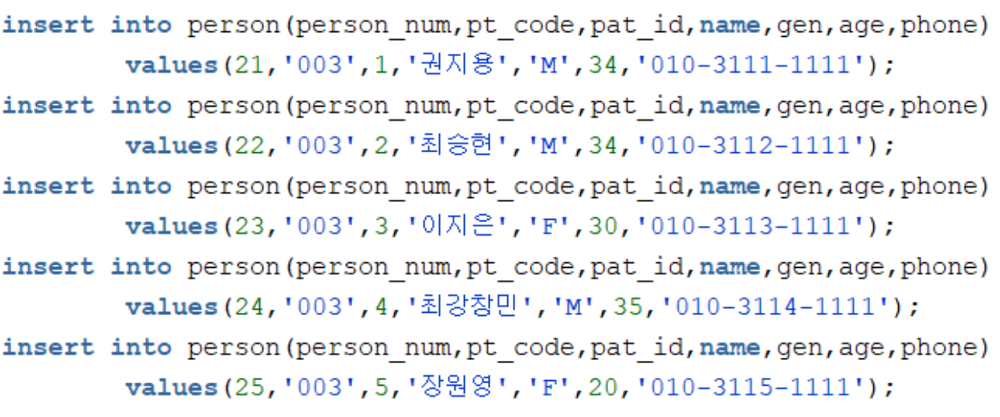 insert into person(person_num,pt_code,pat_id,name,gen,age,phone)
values(21,'003',1,'권지용','M',34,'010-3111-1111');
insert into person(person_num,pt_code,pat_id,name,gen,age,phone)
values(22,'003',2,'최승현','M',34,'010-3112-1111');
insert into person(person_num,pt_code,pat_id,name,gen,age,phone)
values(23,'003',3,'이지은','F',30,'010-3113-1111');
insert into person(person_num,pt_code,pat_id,name,gen,age,phone)
values(24,'003',4,'최강창민','M',35,'010-3114-1111');
insert into person(person_num,pt_code,pat_id,name,gen,age,phone)
values(25,'003',5,'장원영','F',20,'010-3115-1111');